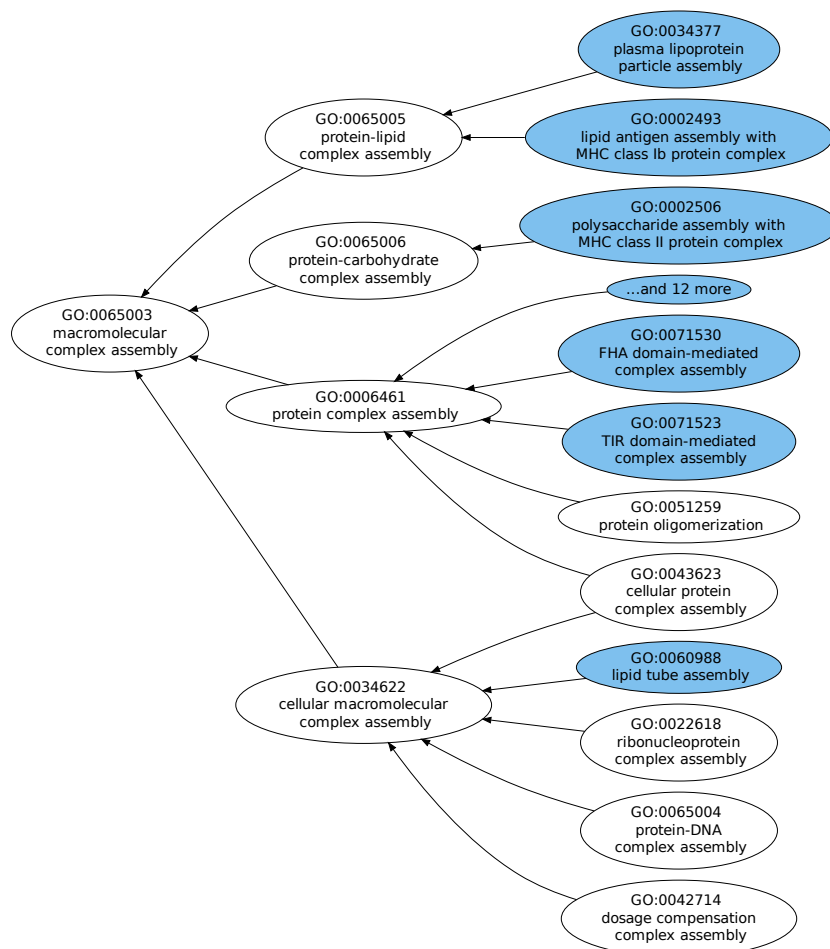 GO:0034377
plasma lipoprotein
particle assembly
GO:0065005
protein-lipid
complex assembly
GO:0002493
lipid antigen assembly with
MHC class Ib protein complex
GO:0002506
polysaccharide assembly with
MHC class II protein complex
GO:0065006
protein-carbohydrate
complex assembly
...and 12 more
GO:0065003
macromolecular
complex assembly
GO:0071530
FHA domain-mediated
complex assembly
GO:0006461
protein complex assembly
GO:0071523
TIR domain-mediated
complex assembly
GO:0051259
protein oligomerization
GO:0043623
cellular protein
complex assembly
GO:0060988
lipid tube assembly
GO:0034622
cellular macromolecular
complex assembly
GO:0022618
ribonucleoprotein
complex assembly
GO:0065004
protein-DNA
complex assembly
GO:0042714
dosage compensation
complex assembly